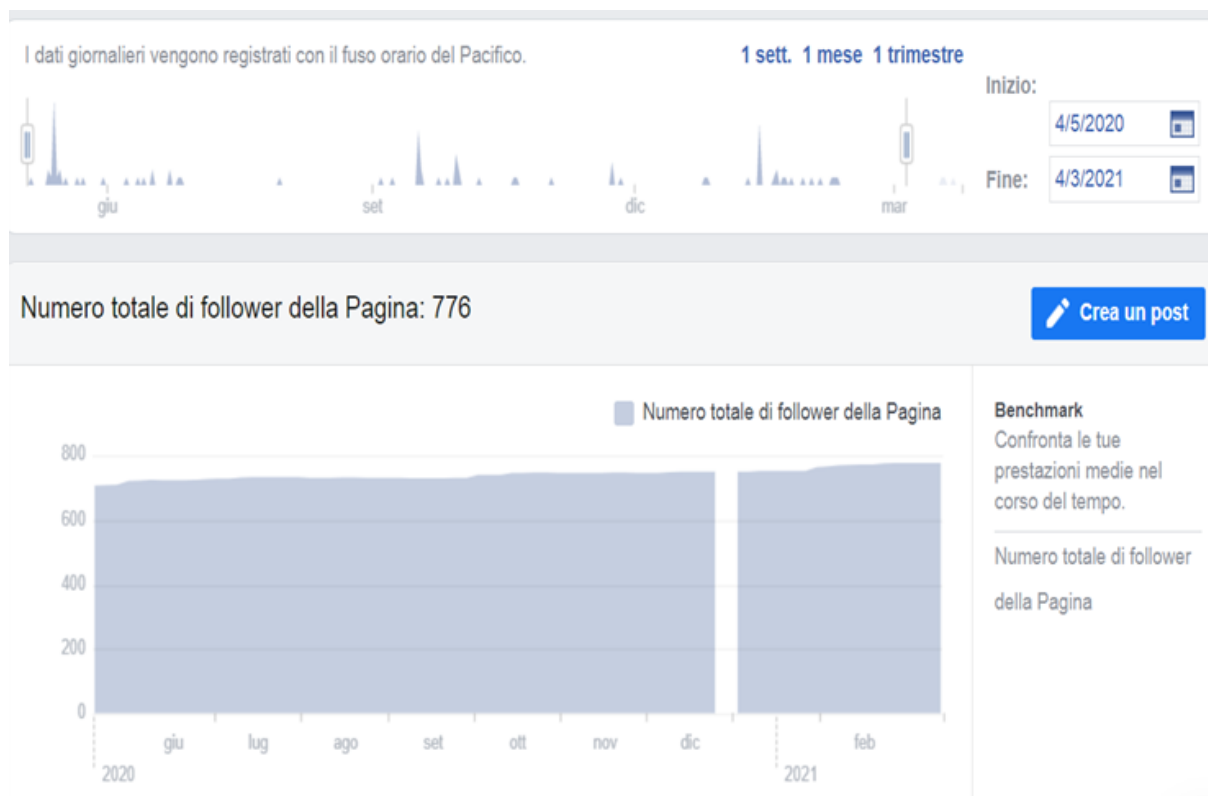 I dati giornalieri vengono registrati con il fuso orario del Pacifico.
1 sett. 1 mese 1 trimestre
Inizio:
4/5/2020
Fine:
4/3/2021
giu set dic mar
Numero totale di follower della Pagina: 776
Crea un post
Numero totale di follower della Pagina
800
600
400
200
0
giu lug ago set ott nov dic feb
2020 2021
Benchmark
Confronta le tue
prestazioni medie nel
corso del tempo.
Numero totale di follower
della Pagina